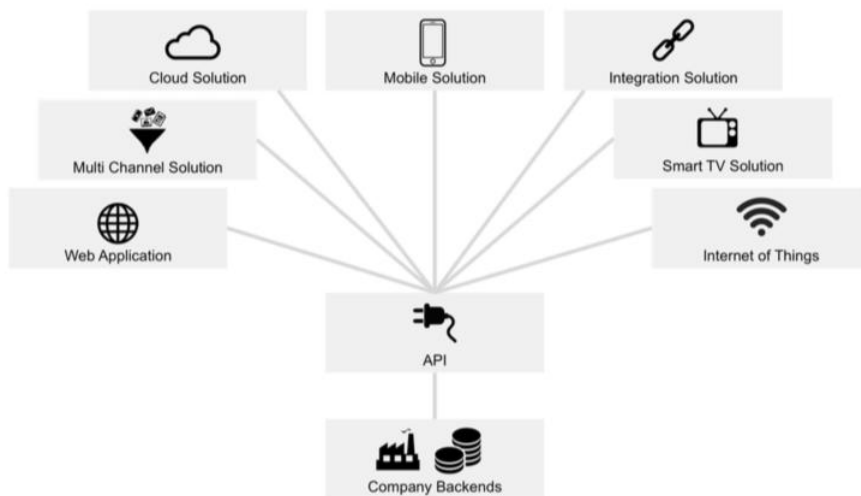 Cloud Solution
Mobile Solution
Integration Solution
Multi Channel Solution
Smart TV Solution
Web Application
Internet of Things
API
Company Backends